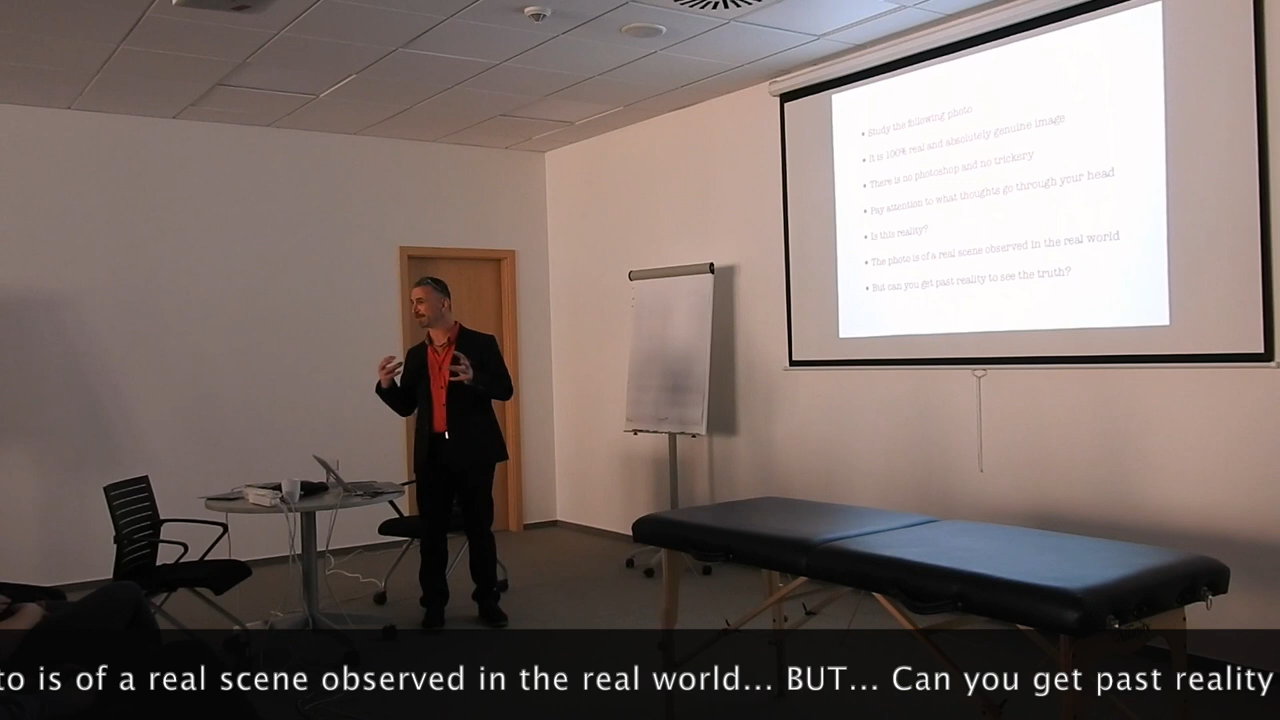 Study the following photo
It is 100% real and absolutely genuine image
There is no photoshop and no trickery
Pay attention to what thoughts go through your head
Is this reality?
The photo is of a real scene observed in the real world
But can you get past reality to see the truth?
to is of a real scene observed in the real world... BUT... Can you get past reality